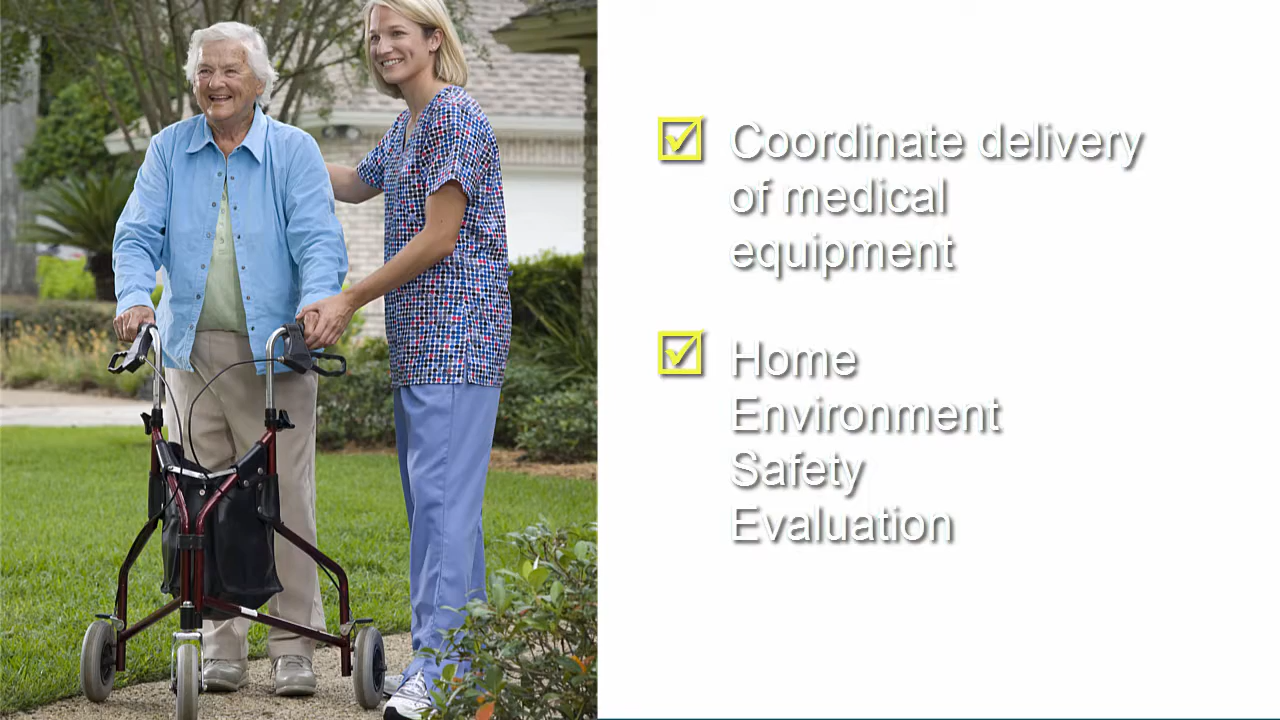 Coordinate delivery
of medical
equipment
Home
Environment
Safety
Evaluation